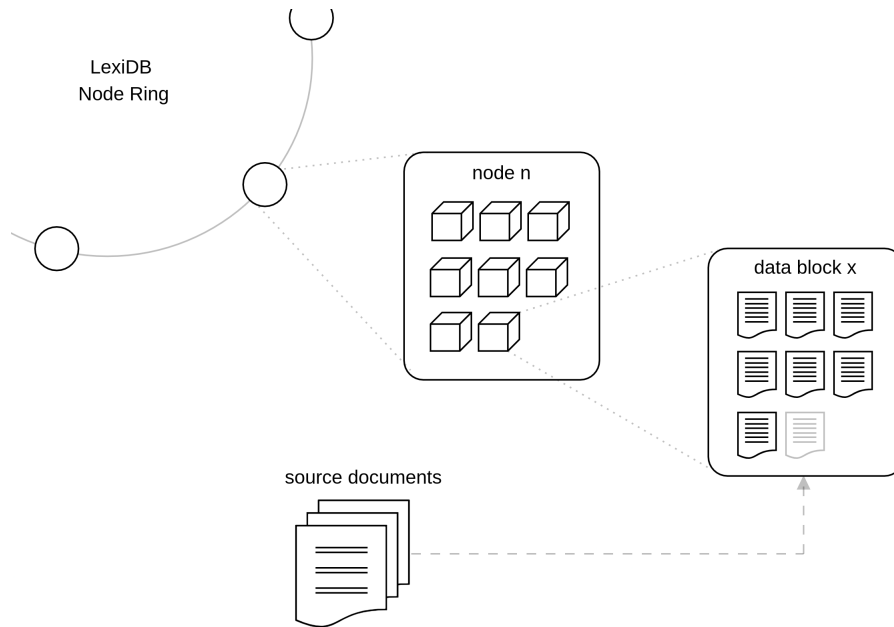 LexiDB
Node Ring
node n
data block x
source documents